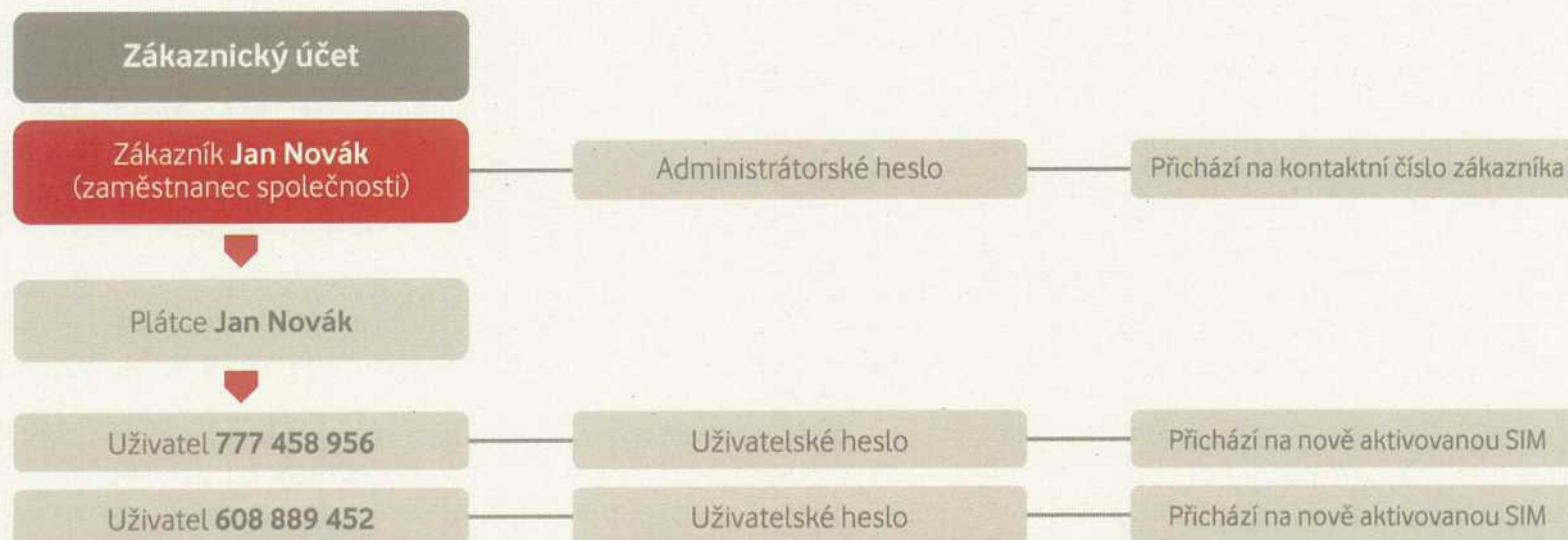 Zákaznický účet
Zákazník Jan Novák
(zaměstnanec společnosti)
Administrátorské heslo
Přichází na kontaktní číslo zákazníka
Plátce Jan Novák
Uživatel 777 458 956
Uživatelské heslo
Přichází na nově aktivovanou SIM
Uživatel 608 889 452
Uživatelské heslo
Přichází na nově aktivovanou SIM